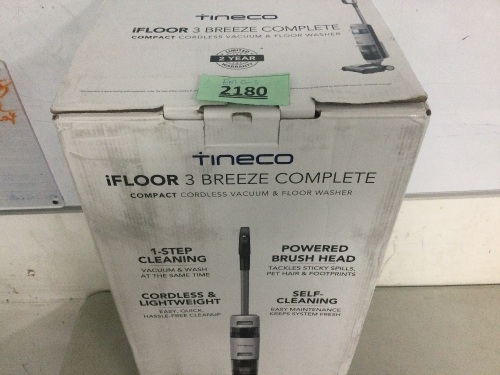 TINECO
iFLOOR 3 BREEZE COMPLETE
COMPACT CORDLESS VACUUM & FLOOR WASHER
LIMITED
2 YEAR
WARRANTY
2180
TINECO
iFLOOR 3 BREEZE COMPLETE
COMPACT CORDLESS VACUUM & FLOOR WASHER
1-STEP
CLEANING
VACUUM & WASH
AT THE SAME TIME
POWERED
BRUSH HEAD
TACKLES STICKY SPILLS,
PET HAIR & FOOTPRINTS
CORDLESS &
LIGHTWEIGHT
EASY, QUICK,
HASSLE-FREE CLEANUP
SELF-
CLEANING
EASY MAINTENANCE
KEEPS SYSTEM FRESH